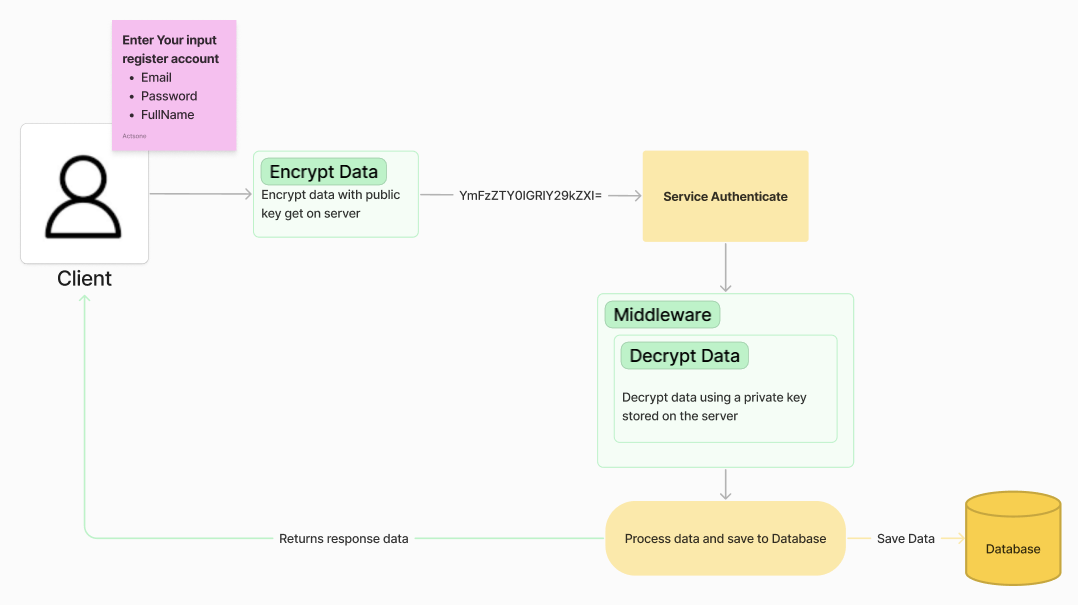 Enter Your input
register account
• Email
• Password
• FullName
Actsone
Client
Encrypt Data
Encrypt data with public
key get on server
YmFzZTY0IGRlY29kZXI=
Service Authenticate
Middleware
Decrypt Data
Decrypt data using a private key
stored on the server
Process data and save to Database
Save Data
Database
Returns response data